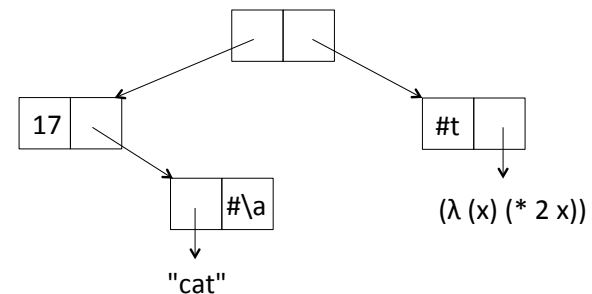 17
#t
#\a
(λ (x) (* 2 x))
"cat"